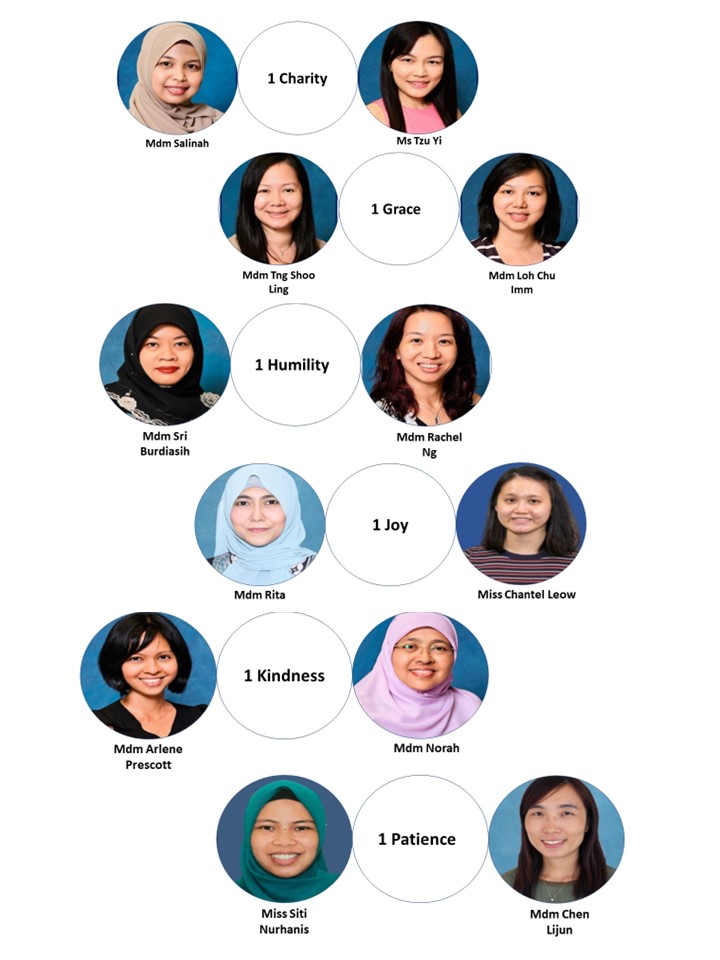 1 Charity
Mdm Salinah
Ms Tzu Yi
1 Grace
Mdm Tng Shoo
Ling
Mdm Loh Chu
Imm
1 Humility
Mdm Sri
Burdiasih
Mdm Rachel
Ng
1 Joy
Mdm Rita
Miss Chantel Leow
1 Kindness
Mdm Arlene
Prescott
Mdm Norah
1 Patience
Miss Siti
Nurhanis
Mdm Chen
Lijun